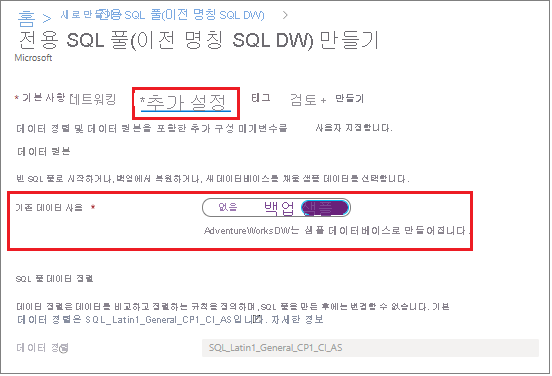 홈 > 새로 만들기 전용 SQL 풀(이전 명칭 SQL DW) >
전용 SQL 풀(이전 명칭 SQL DW) 만들기
Microsoft
* 기본 사항 네트워킹 * 추가 설정 태그 검토 + 만들기
데이터 정렬 및 데이터 원본을 포함한 추가 구성 매개변수를 사용자 지정합니다.
데이터 원본
빈 SQL 풀로 시작하거나, 백업에서 복원하거나, 새 데이터베이스를 채울 샘플 데이터를 선택합니다.
기존 데이터 사용 * 없음 백업 샘플
AdventureWorksDW는 샘플 데이터베이스로 만들어집니다.
SQL 풀 데이터 정렬
데이터 정렬은 데이터를 비교하고 정렬하는 규칙을 정의하며, SQL 풀을 만든 후에는 변경할 수 없습니다. 기본
데이터 정렬은 SQL_Latin1_General_CP1_CI_AS입니다. 자세한 정보
데이터 정렬 SQL_Latin1_General_CP1_CI_AS